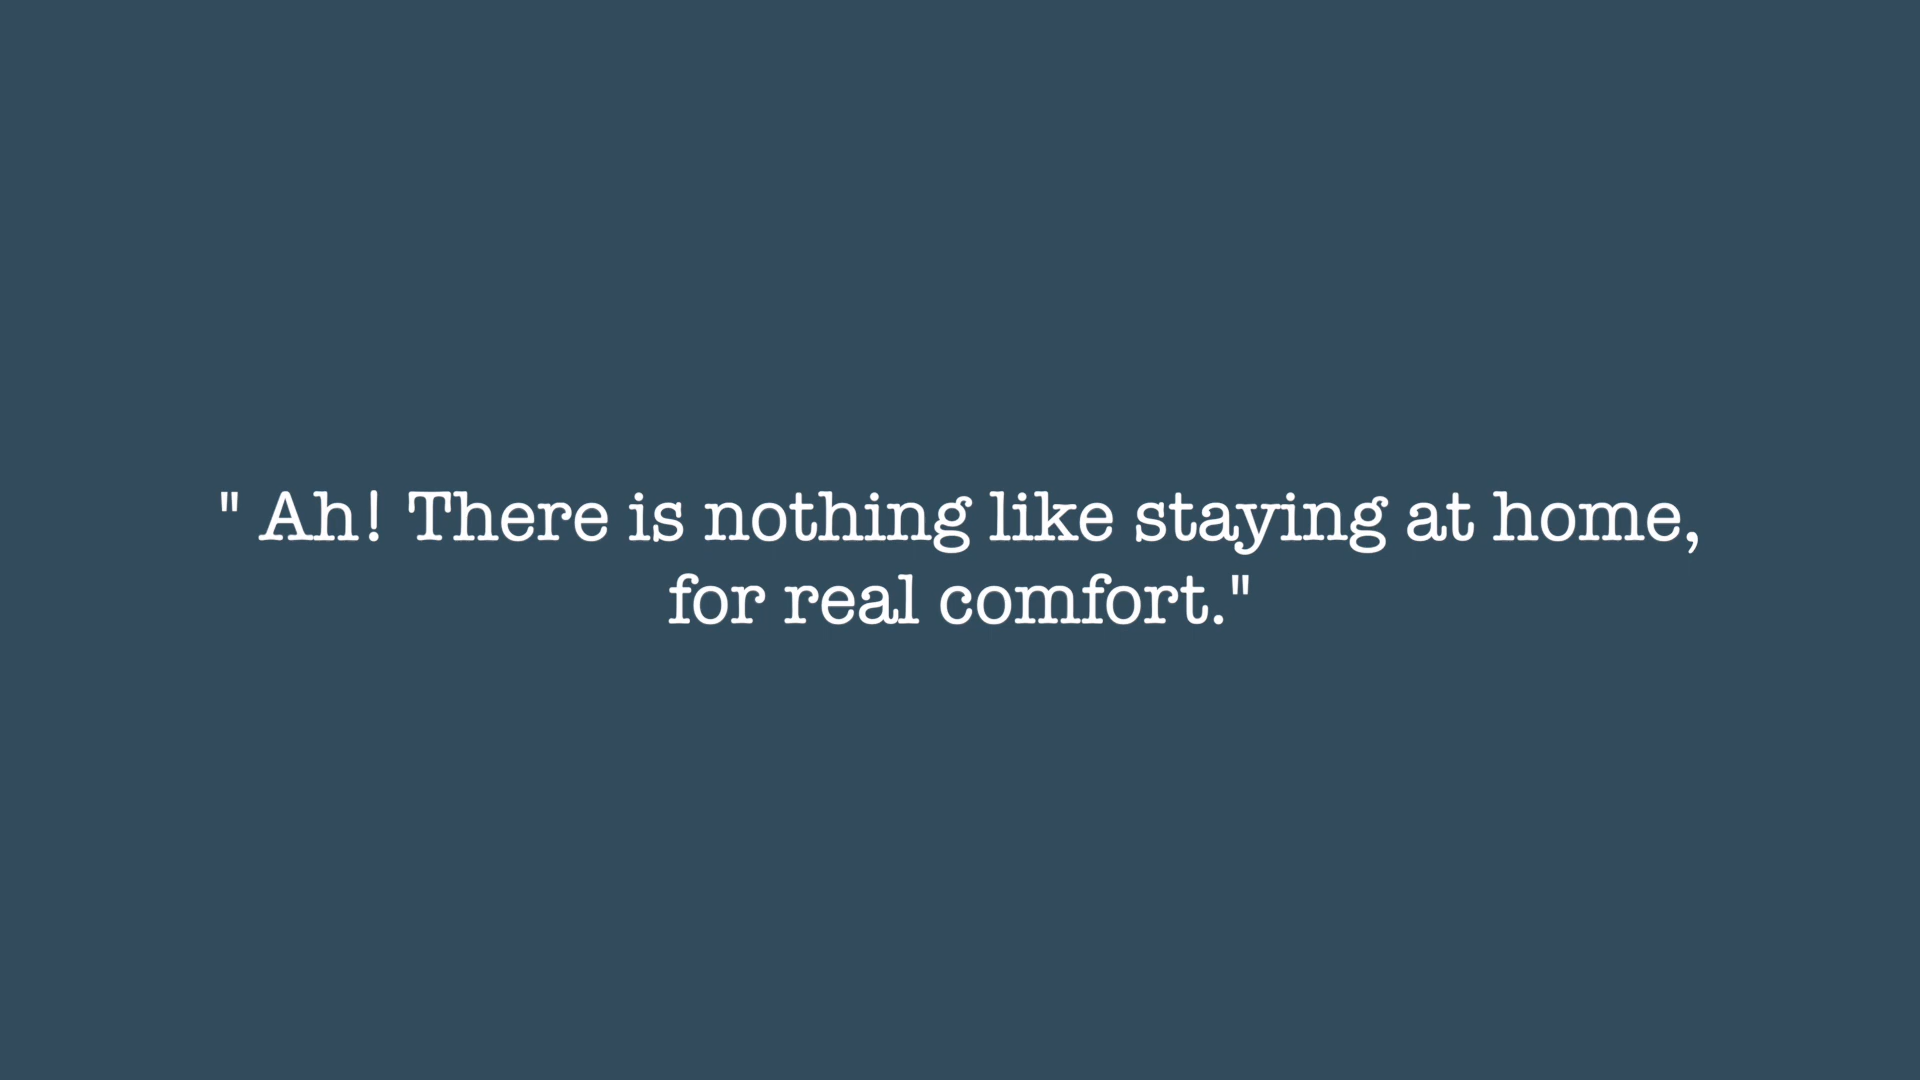 " Ah! There is nothing like staying at home,
for real comfort."